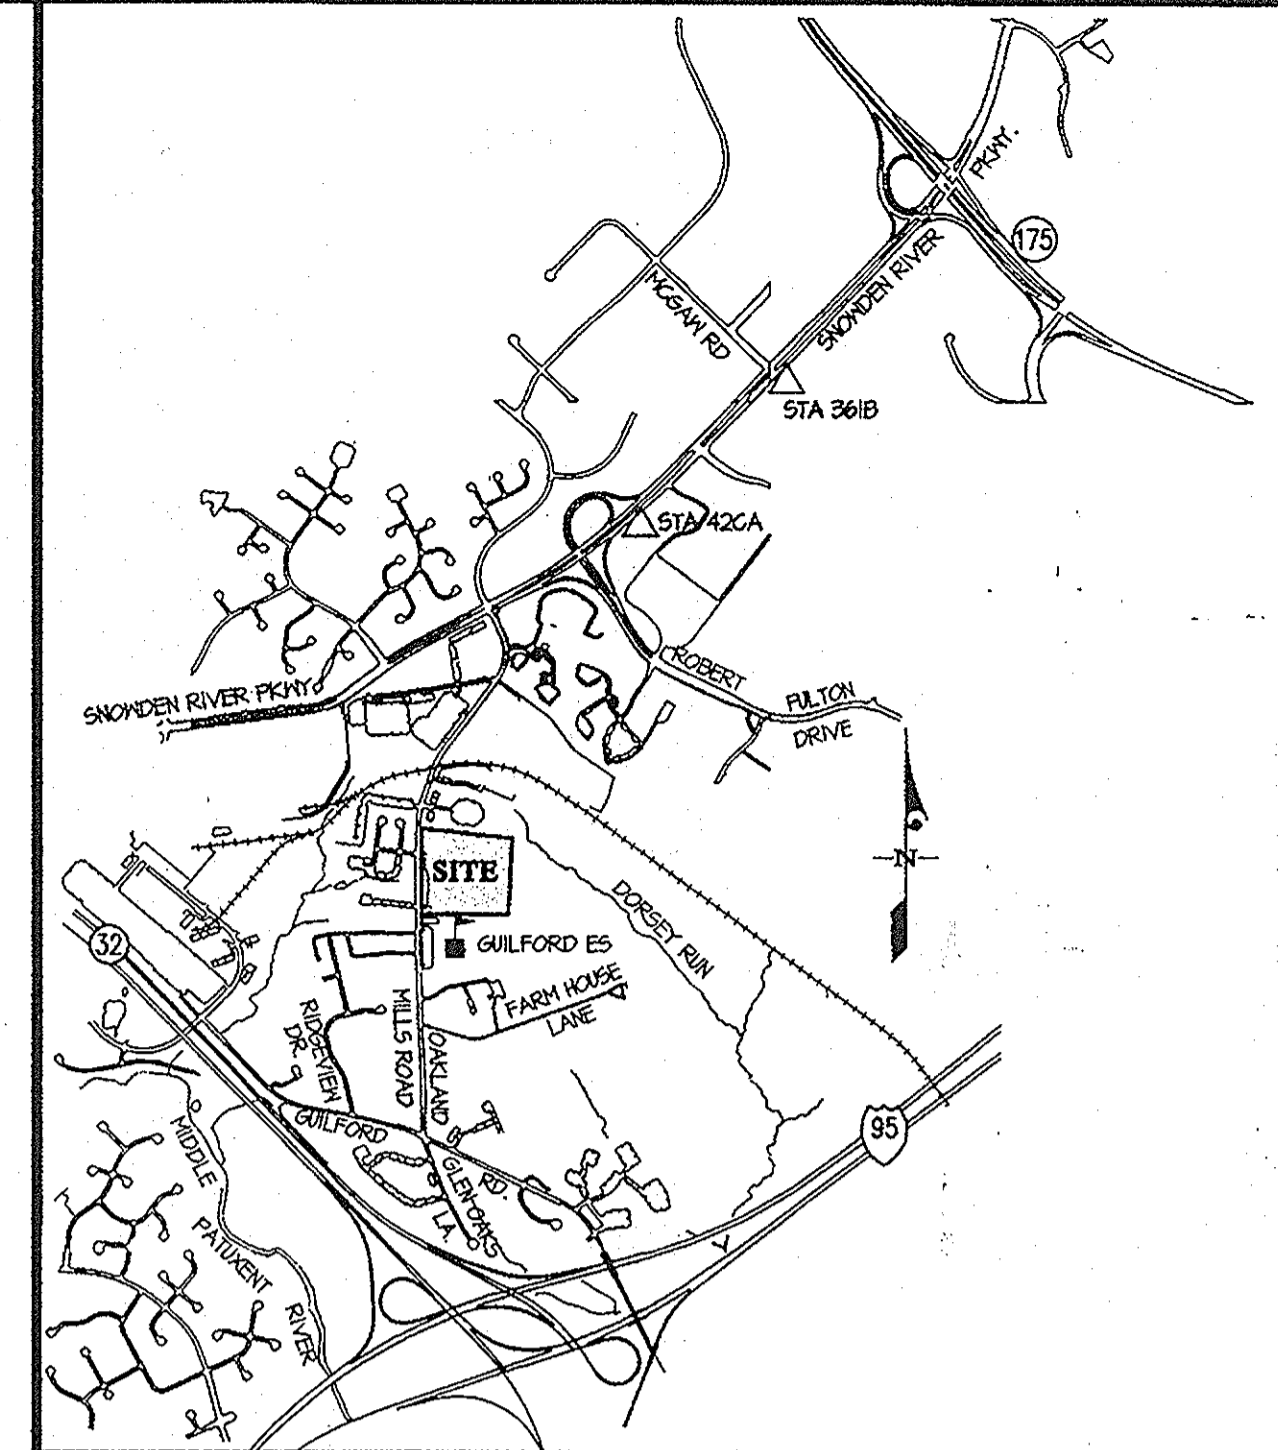 PKWY.
175
SNOWDEN RIVER
MCGAW RD
STA 361B
STA 42CA
ROBERT
FULTON
DRIVE
SNOWDEN RIVER PKWY
SITE
N
DORSEY RUN
32
GUILFORD ES
FARM HOUSE
LANE
RIDGEVIEW
DR.
MILLS ROAD
OAKLAND
GUILFORD
RD.
GLEN OAKS
LA.
95
MIDDLE
PATUXENT
RIVER